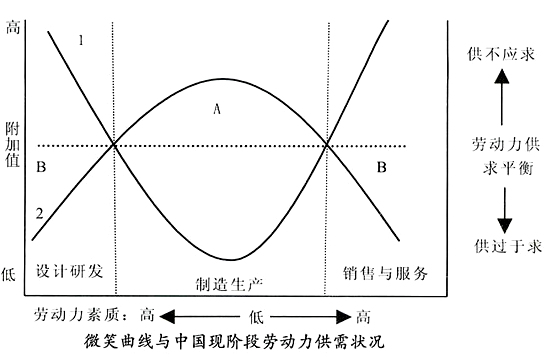 高
1
供不应求
A
附加值
劳动力供
求平衡
B
B
2
供过于求
低
设计研发
制造生产
销售与服务
劳动力素质：高
低
高
微笑曲线与中国现阶段劳动力供需状况